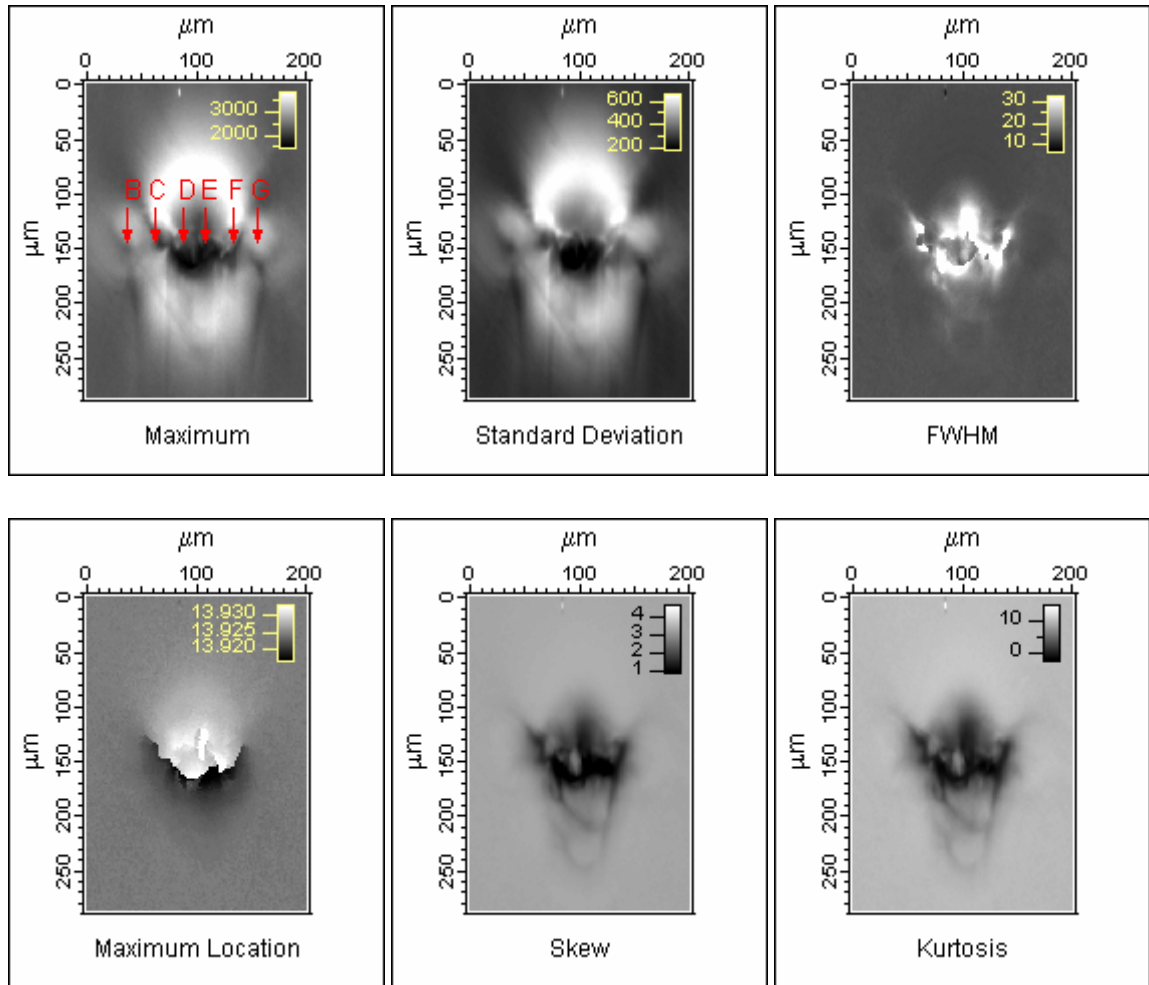 μm μm μm
0 100 200 0 100 200 0 100 200
0 3000 0 600 0 30
2000 400 20
200 10
50 50 50
B C D E F G
100 100 100
μm 150 μm 150 μm 150
200 200 200
250 250 250
Maximum Standard Deviation FWHM
μm μm μm
0 100 200 0 100 200 0 100 200
0 13.930 0 4 0 10
13.925 3 0
13.920 2
1
50 50 50
100 100 100
μm 150 μm 150 μm 150
200 200 200
250 250 250
Maximum Location Skew Kurtosis